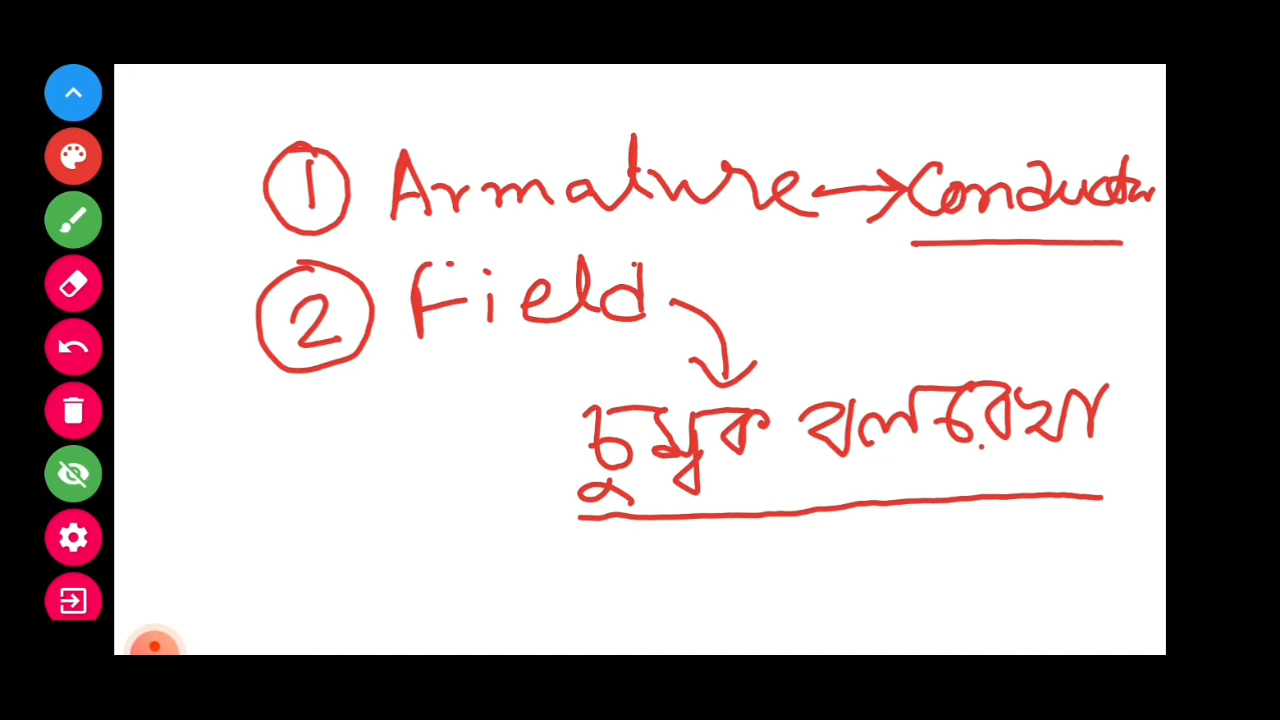 ① Armature → Conductor
② Field
চুম্বক বলরেখা